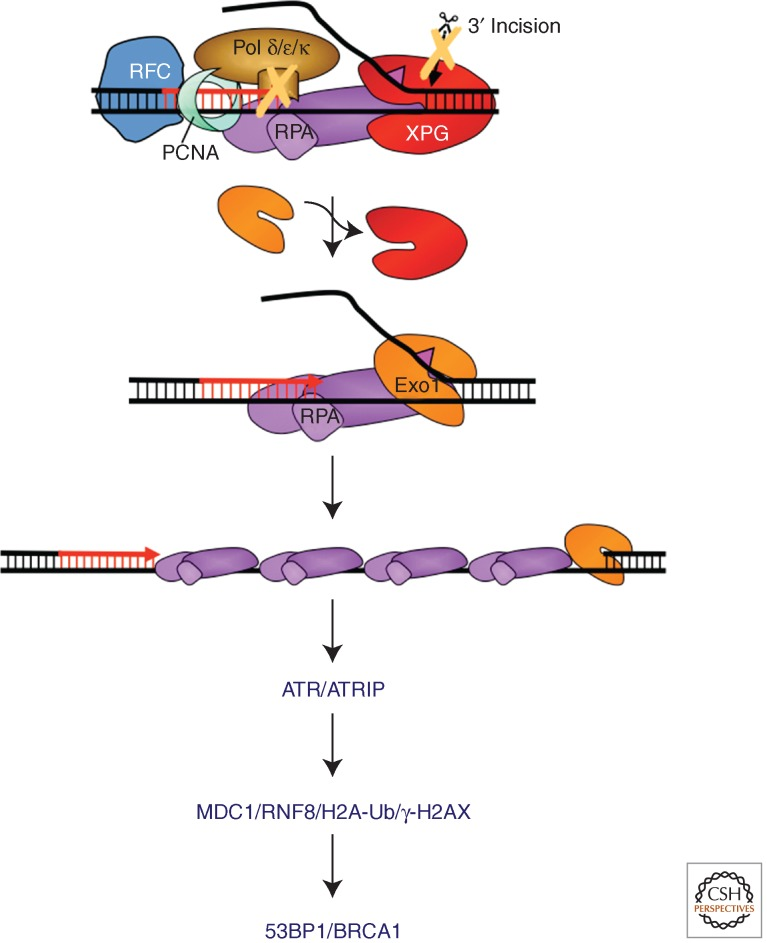 3′ Incision
Pol δ/ε/κ
RFC
RPA
XPG
PCNA
Exo1
RPA
ATR/ATRIP
MDC1/RNF8/H2A-Ub/γ-H2AX
53BP1/BRCA1
CSH
PERSPECTIVES